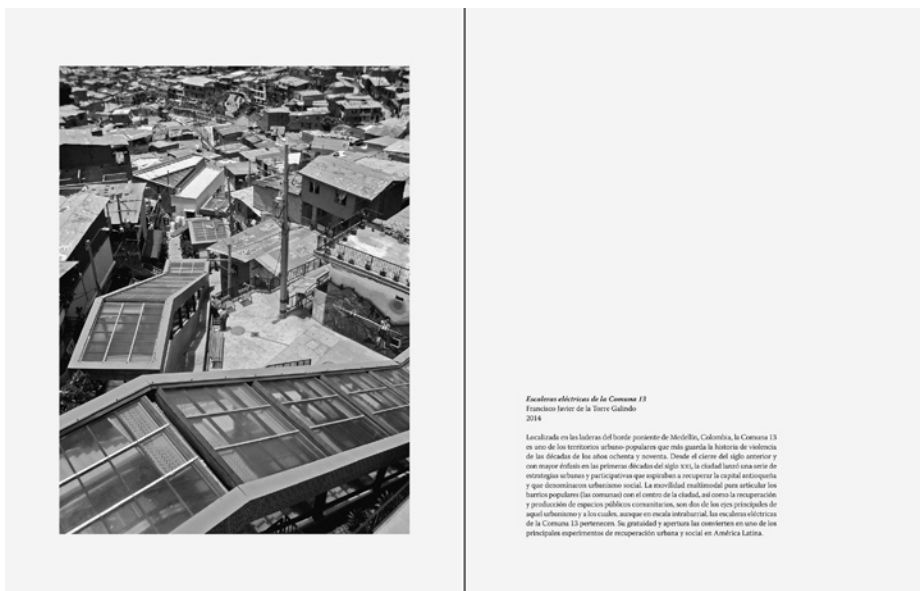 Escaleras eléctricas de la Comuna 13
Francisco Javier de la Torre Galindo
2014
Localizada en las laderas del borde poniente de Medellín, Colombia, la Comuna 13
es uno de los territorios urbano-populares que más guarda la historia de violencia
de las décadas de los años ochenta y noventa. Desde el cierre del siglo anterior y
con mayor énfasis en las primeras décadas del siglo XXI, la ciudad lanzó una serie de
estrategias urbanas y participativas que aspiraban a recuperar la capital antioqueña
y que denominaron urbanismo social. La movilidad multimodal para articular los
barrios populares (las comunas) con el centro de la ciudad, así como la recuperación
y producción de espacios públicos comunitarios, son dos de los ejes principales de
aquel urbanismo y a los cuales, aunque en escala intrabarrial, las escaleras eléctricas
de la Comuna 13 pertenecen. Su gratuidad y apertura las convierten en uno de los
principales experimentos de recuperación urbana y social en América Latina.